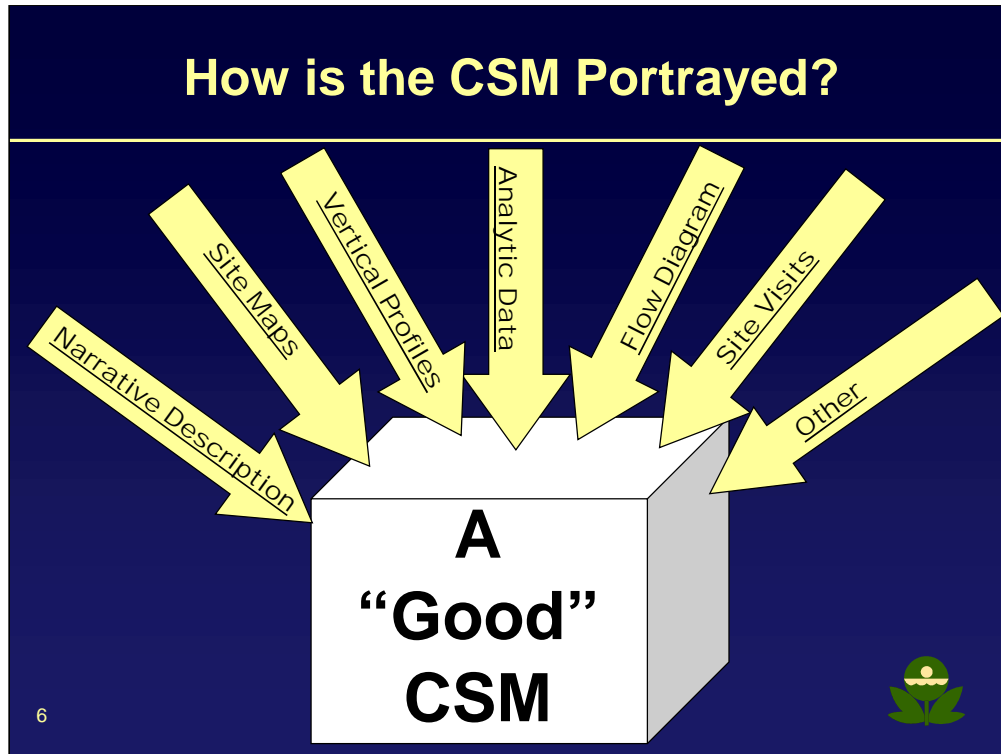 How is the CSM Portrayed?
Narrative Description
Site Maps
Vertical Profiles
Analytic Data
Flow Diagram
Site Visits
Other
A
“Good”
CSM
6